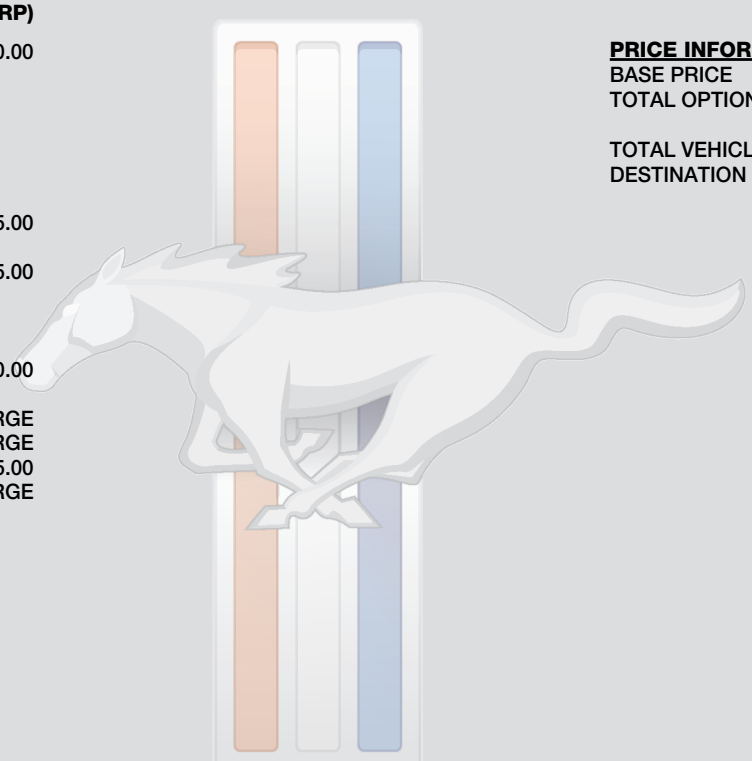 RP)
0.00
5.00
5.00
0.00
RGE
RGE
5.00
RGE
PRICE INFOR
BASE PRICE
TOTAL OPTION
TOTAL VEHICL
DESTINATION